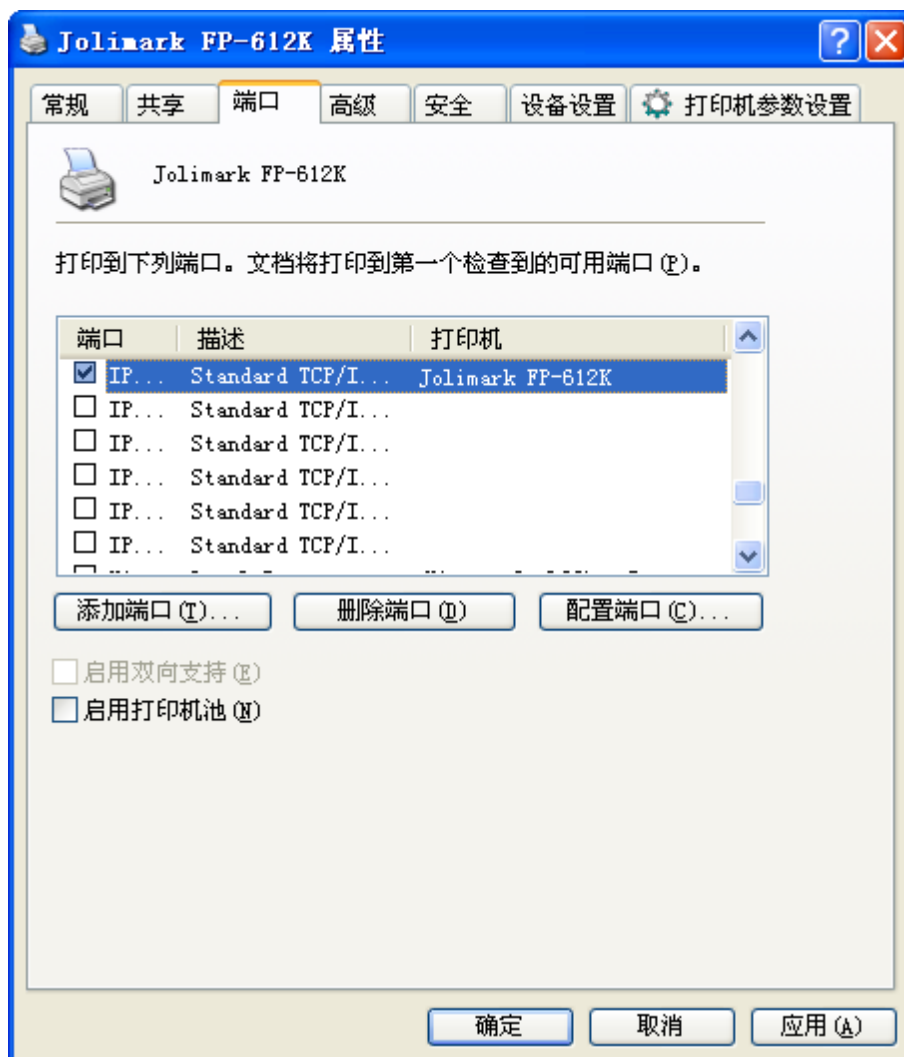 Jolimark FP-612K 属性
常规 共享 端口 高级 安全 设备设置 打印机参数设置
Jolimark FP-612K
打印到下列端口。文档将打印到第一个检查到的可用端口(P)。
端口 描述 打印机
IP... Standard TCP/I... Jolimark FP-612K
IP... Standard TCP/I...
IP... Standard TCP/I...
IP... Standard TCP/I...
IP... Standard TCP/I...
IP... Standard TCP/I...
添加端口(T)... 删除端口(D) 配置端口(C)...
启用双向支持(E)
启用打印机池(N)
确定 取消 应用(A)